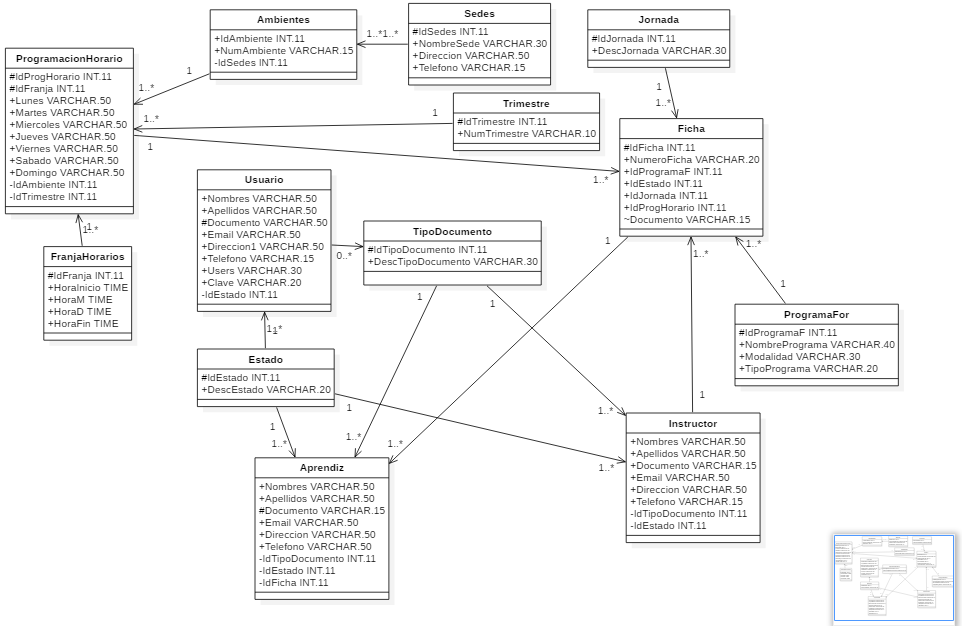 Ambientes
+IdAmbiente INT.11
+NumAmbiente VARCHAR.15
-IdSedes INT.11
1..*1..*
Sedes
#IdSedes INT.11
+NombreSede VARCHAR.30
+Direccion VARCHAR.50
+Telefono VARCHAR.15
Jornada
#IdJornada INT.11
+DescJornada VARCHAR.30
1
1..*
ProgramacionHorario
#IdProgHorario INT.11
#IdFranja INT.11
+Lunes VARCHAR.50
+Martes VARCHAR.50
+Miercoles VARCHAR.50
+Jueves VARCHAR.50
+Viernes VARCHAR.50
+Sabado VARCHAR.50
+Domingo VARCHAR.50
-IdAmbiente INT.11
-IdTrimestre INT.11
1
1..*
1..*
1
1
Trimestre
#IdTrimestre INT.11
+NumTrimestre VARCHAR.10
Ficha
#IdFicha INT.11
+NumeroFicha VARCHAR.20
+IdProgramaF INT.11
+IdEstado INT.11
+IdJornada INT.11
+IdProgHorario INT.11
~Documento VARCHAR.15
1..*
1
1..*
1..*
Usuario
+Nombres VARCHAR.50
+Apellidos VARCHAR.50
#Documento VARCHAR.50
+Email VARCHAR.50
+Direccion1 VARCHAR.50
+Telefono VARCHAR.15
+Users VARCHAR.30
+Clave VARCHAR.20
-IdEstado INT.11
0..*
TipoDocumento
#IdTipoDocumento INT.11
+DescTipoDocumento VARCHAR.30
1
1
1
1..*
FranjaHorarios
#IdFranja INT.11
+HoraInicio TIME
+HoraM TIME
+HoraD TIME
+HoraFin TIME
1
ProgramaFor
#IdProgramaF INT.11
+NombrePrograma VARCHAR.40
+Modalidad VARCHAR.30
+TipoPrograma VARCHAR.20
1
1..*
Estado
#IdEstado INT.11
+DescEstado VARCHAR.20
1
1
1..*
1..*
1..*
1..*
1..*
1
Instructor
+Nombres VARCHAR.50
+Apellidos VARCHAR.50
+Documento VARCHAR.15
+Email VARCHAR.50
+Direccion VARCHAR.50
+Telefono VARCHAR.15
-IdTipoDocumento INT.11
-IdEstado INT.11
Aprendiz
+Nombres VARCHAR.50
+Apellidos VARCHAR.50
#Documento VARCHAR.15
+Email VARCHAR.50
+Direccion VARCHAR.50
+Telefono VARCHAR.50
-IdTipoDocumento INT.11
-IdEstado INT.11
-IdFicha INT.11